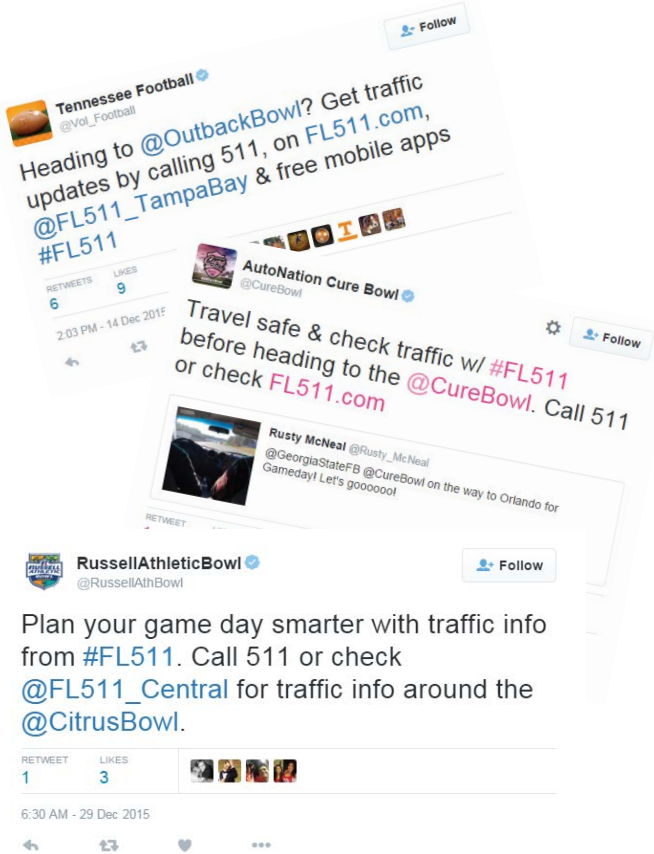 Follow
Tennessee Football
@Vol_Football
Heading to @OutbackBowl? Get traffic
updates by calling 511, on FL511.com,
@FL511_TampaBay & free mobile apps
#FL511
RETWEETS LIKES
6 9
2:03 PM - 14 Dec 2015
AutoNation Cure Bowl
@CureBowl
Follow
Travel safe & check traffic w/ #FL511
before heading to the @CureBowl. Call 511
or check FL511.com
Rusty McNeal @Rusty_McNeal
@GeorgiaStateFB @CureBowl on the way to Orlando for
Gameday! Let's goooooo!
RETWEET
RussellAthleticBowl
@RussellAthBowl
Follow
Plan your game day smarter with traffic info
from #FL511. Call 511 or check
@FL511_Central for traffic info around the
@CitrusBowl.
RETWEET LIKES
1 3
6:30 AM - 29 Dec 2015